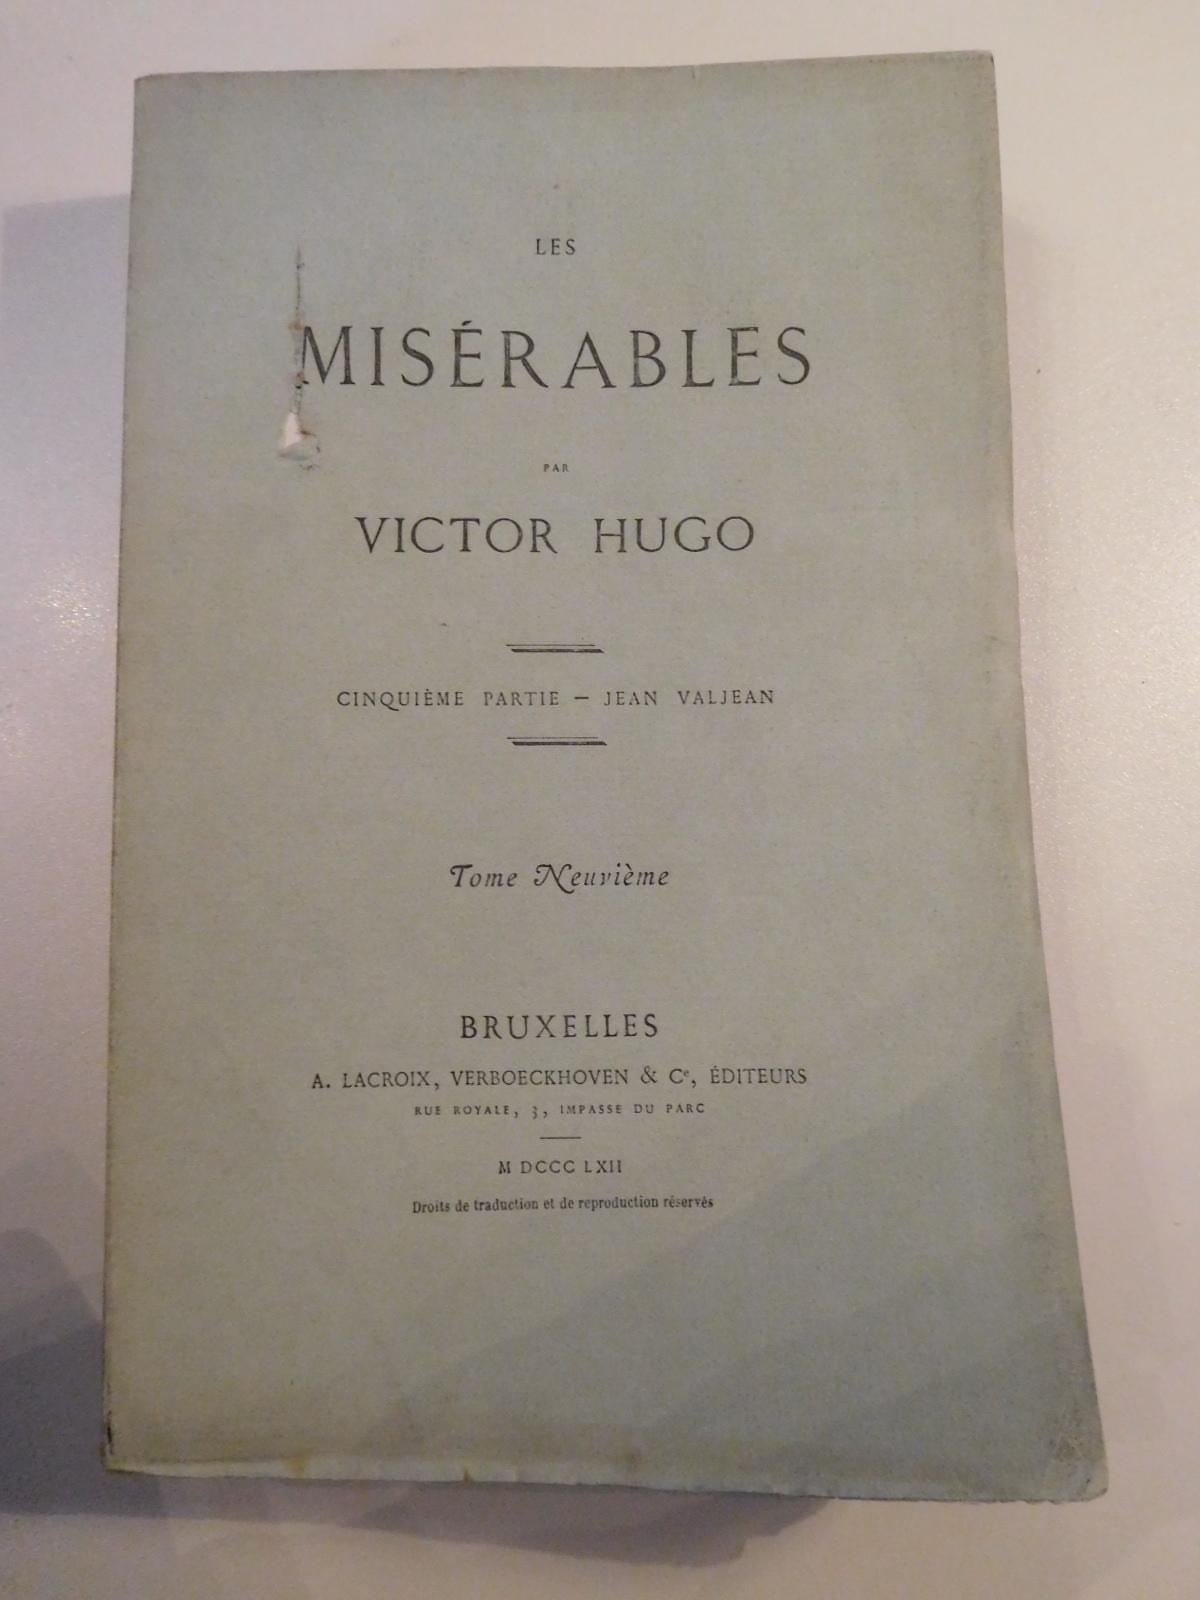 LES
MISÉRABLES
PAR
VICTOR HUGO
CINQUIÈME PARTIE — JEAN VALJEAN
Tome Neuvième
BRUXELLES
A. LACROIX, VERBOECKHOVEN & Cᵉ, ÉDITEURS
RUE ROYALE, 3, IMPASSE DU PARC
M DCCC LXII
Droits de traduction et de reproduction réservés